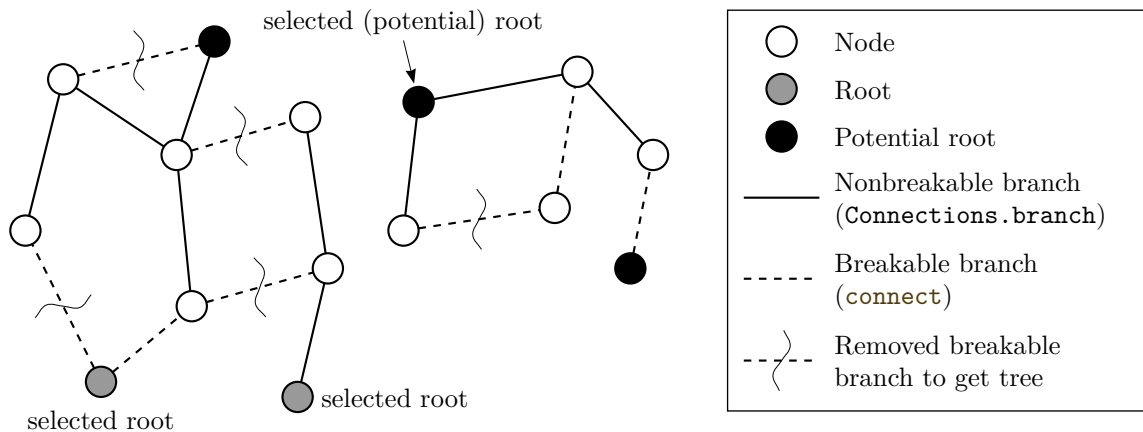 selected (potential) root
selected root
selected root
Node
Root
Potential root
Nonbreakable branch
(Connections.branch)
Breakable branch
(connect)
Removed breakable
branch to get tree